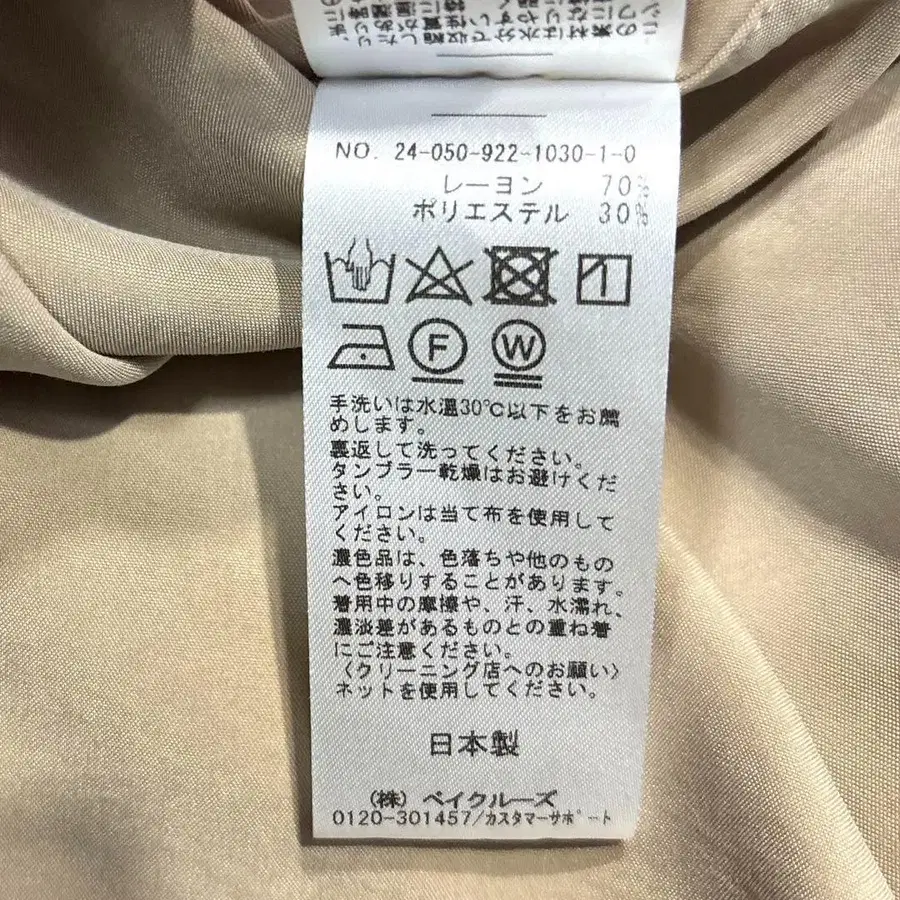 NO. 24-050-922-1030-1-0
レーヨン 70%
ポリエステル 30%
F
W
手洗いは水温30℃以下をお薦
めします。
裏返して洗ってください。
タンブラー乾燥はお避けくだ
さい。
アイロンは当て布を使用して
ください。
濃色品は、色落ちや他のもの
へ色移りすることがあります。
着用中の摩擦や、汗、水濡れ、
濃淡差があるものとの重ね着
にご注意ください。
〈クリーニング店へのお願い〉
ネットを使用してください。
日本製
(株) ベイクルーズ
0120-301457/カスタマーサポート